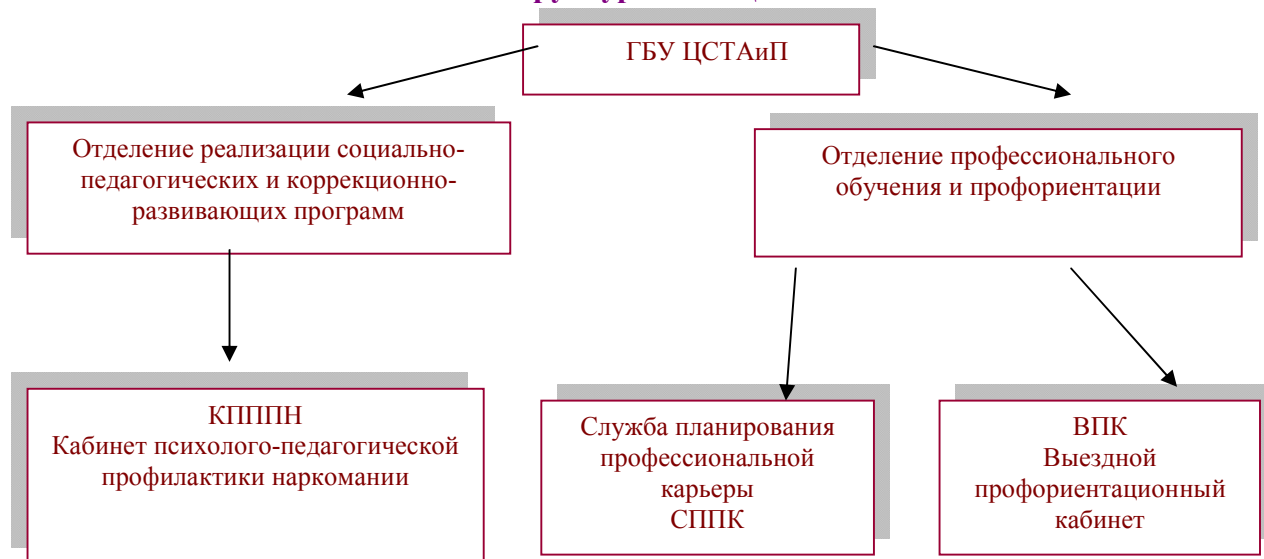 ГБУ ЦСТАиП
Отделение реализации социально-
педагогических и коррекционно-
развивающих программ
Отделение профессионального
обучения и профориентации
КПППН
Кабинет психолого-педагогической
профилактики наркомании
Служба планирования
профессиональной
карьеры
СППК
ВПК
Выездной
профориентационный
кабинет